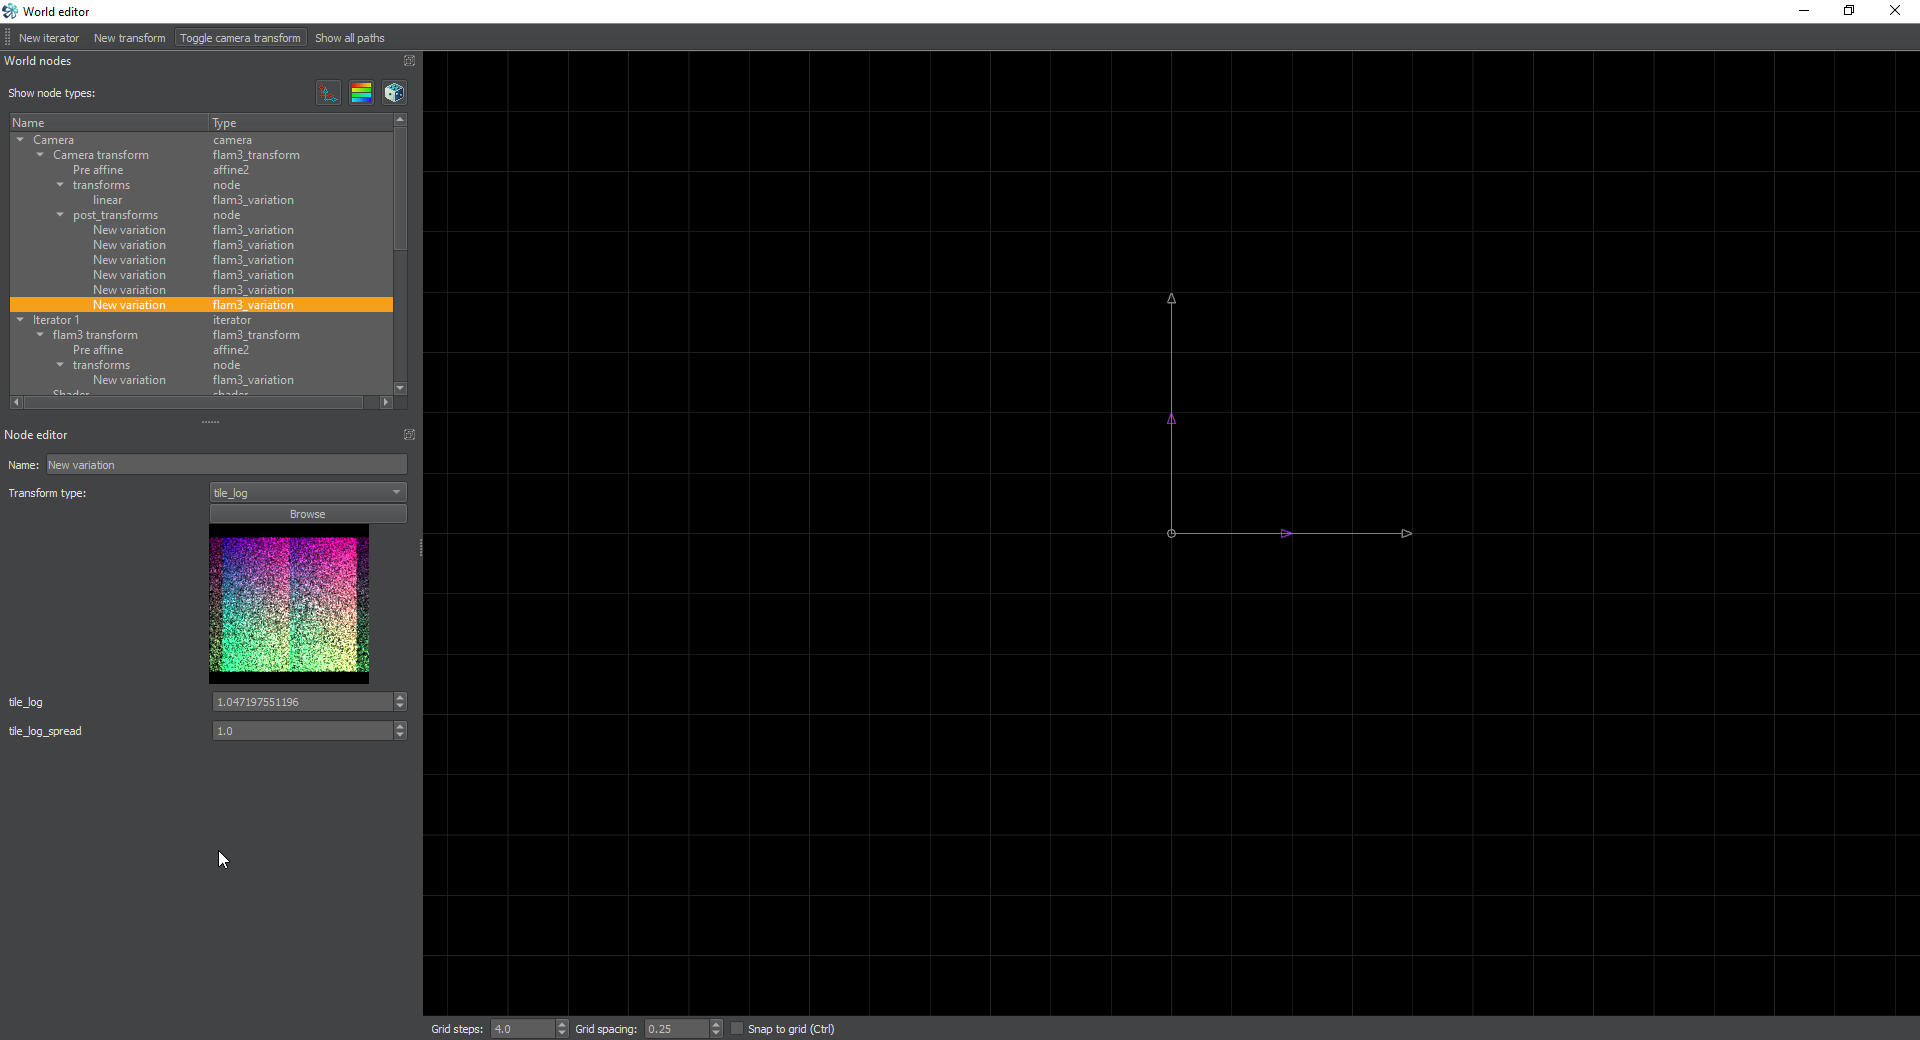 World editor
New iterator New transform Toggle camera transform Show all paths
World nodes
Show node types:
Name Type
Camera camera
Camera transform flam3_transform
Pre affine affine2
transforms node
linear flam3_variation
post_transforms node
New variation flam3_variation
New variation flam3_variation
New variation flam3_variation
New variation flam3_variation
New variation flam3_variation
New variation flam3_variation
Iterator 1 iterator
flam3 transform flam3_transform
Pre affine affine2
transforms node
New variation flam3_variation
Shader shader
Node editor
Name: New variation
Transform type: tile_log
Browse
tile_log 1.047197551196
tile_log_spread 1.0
Grid steps: 4.0 Grid spacing: 0.25 Snap to grid (Ctrl)